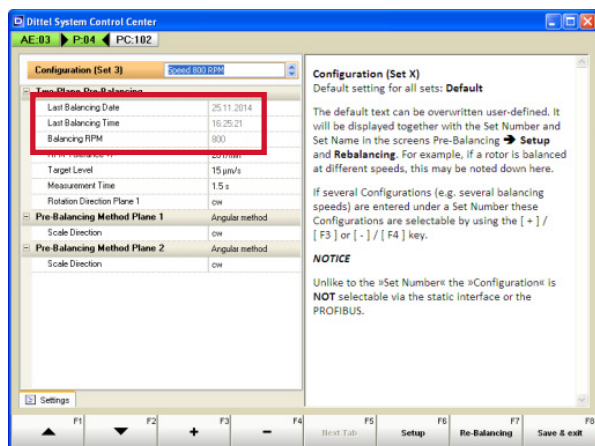 Dittel System Control Center
AE:03 P:04 PC:102
Configuration (Set 3) Speed 800 RPM
Two-Plane Pre-Balancing
Last Balancing Date 25.11.2014
Last Balancing Time 16:25:21
Balancing RPM 800
RPM Tolerance +/- 20 r/min
Target Level 15 µm/s
Measurement Time 1.5 s
Rotation Direction Plane 1 cw
Pre-Balancing Method Plane 1 Angular method
Scale Direction cw
Pre-Balancing Method Plane 2 Angular method
Scale Direction cw
Settings
Configuration (Set X)
Default setting for all sets: Default
The default text can be overwritten user-defined. It
will be displayed together with the Set Number and
Set Name in the screens Pre-Balancing ➔ Setup
and Rebalancing. For example, if a rotor is balanced
at different speeds, this may be noted down here.
If several Configurations (e.g. several balancing
speeds) are entered under a Set Number these
Configurations are selectable by using the [ + ] /
[ F3 ] or [ - ] / [ F4 ] key.
NOTICE
Unlike to the »Set Number« the »Configuration« is
NOT selectable via the static interface or the
PROFIBUS.
F1 F2 F3 F4 F5 F6 F7 F8
+ - Next Tab Setup Re-Balancing Save & exit